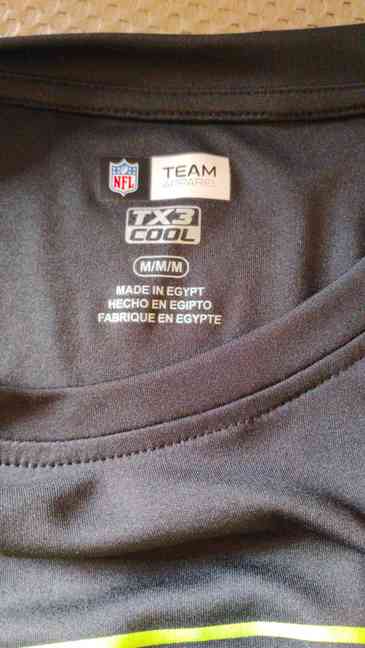 NFL
TEAM
APPAREL
TX3
COOL
M/M/M
MADE IN EGYPT
HECHO EN EGIPTO
FABRIQUE EN EGYPTE